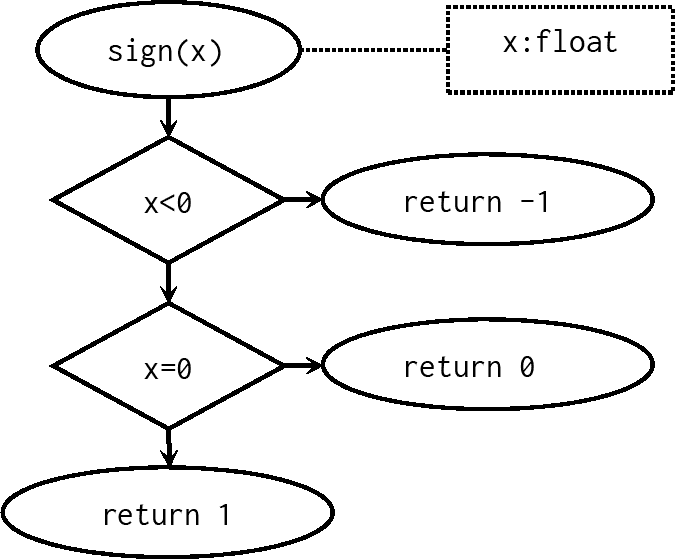 sign(x)
x:float
x<0
return -1
x=0
return 0
return 1